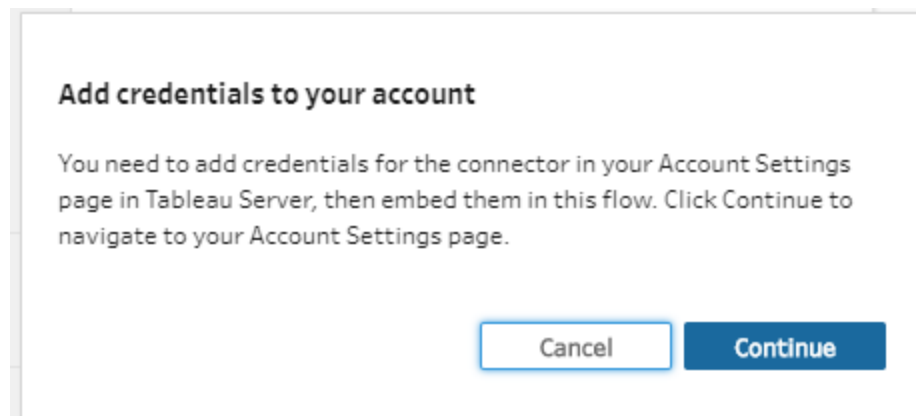 Add credentials to your account
You need to add credentials for the connector in your Account Settings
page in Tableau Server, then embed them in this flow. Click Continue to
navigate to your Account Settings page.
Cancel
Continue